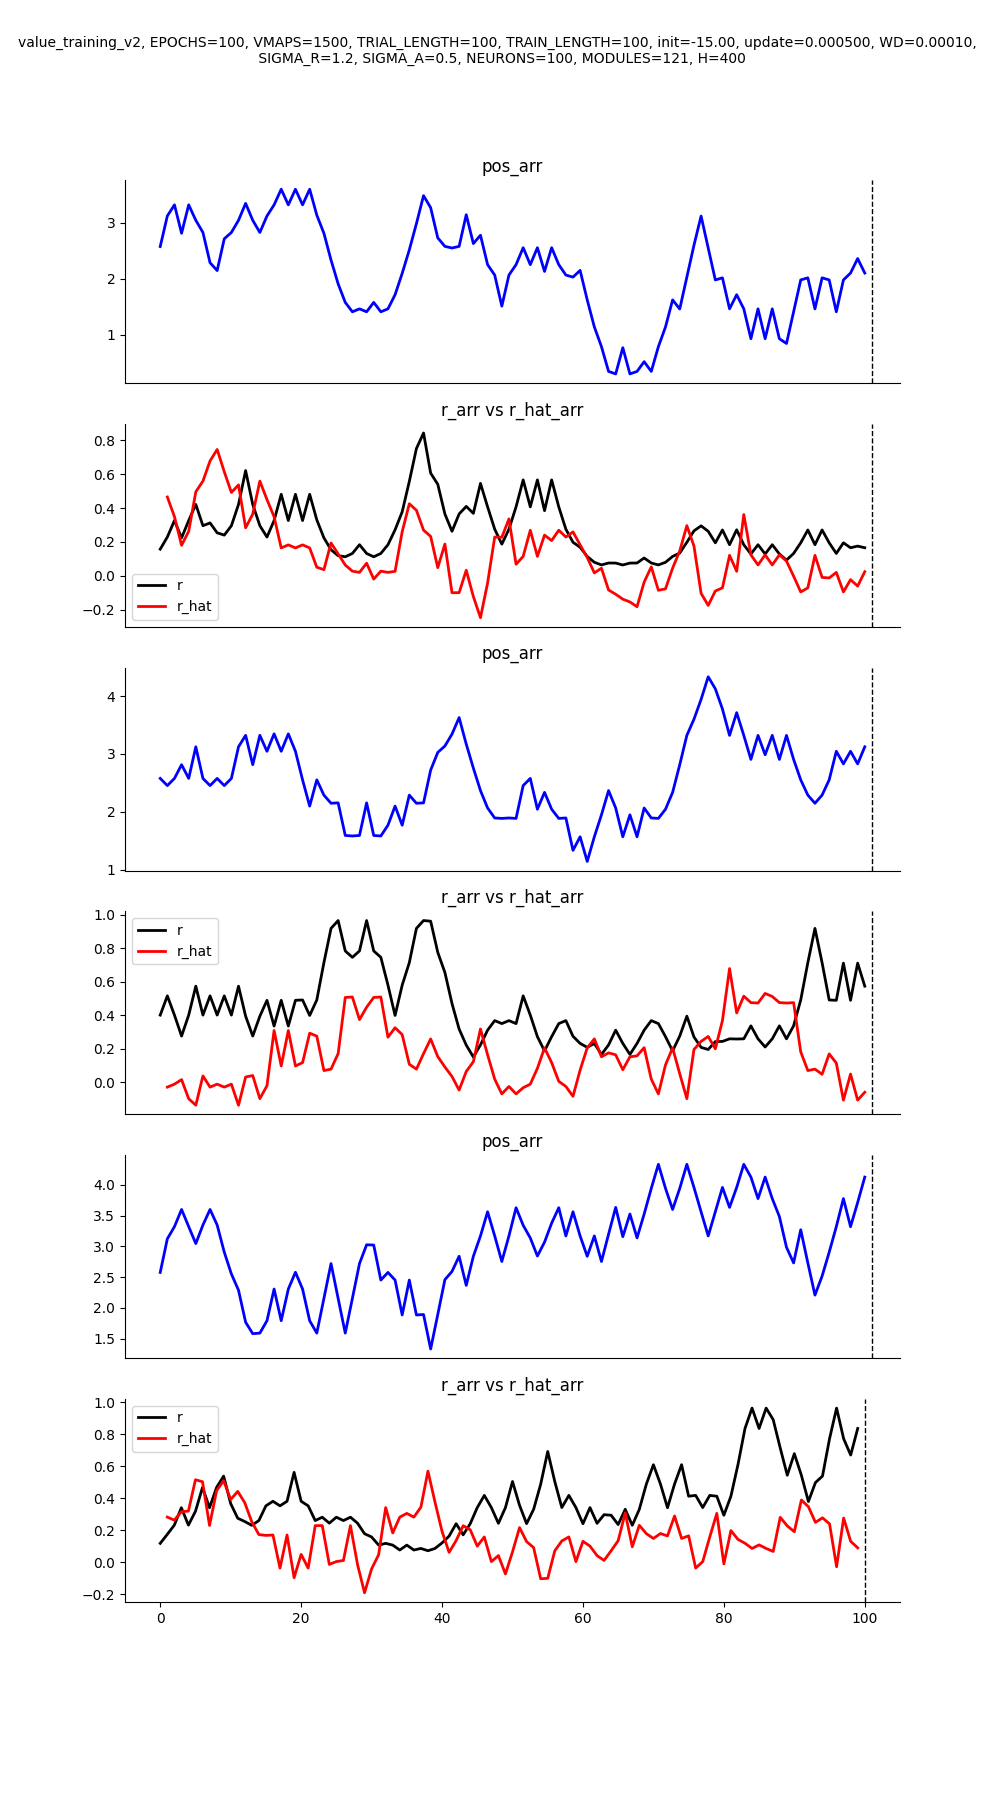 value_training_v2, EPOCHS=100, VMAPS=1500, TRIAL_LENGTH=100, TRAIN_LENGTH=100, init=-15.00, update=0.000500, WD=0.00010,
SIGMA_R=1.2, SIGMA_A=0.5, NEURONS=100, MODULES=121, H=400
pos_arr
3
2
1
r_arr vs r_hat_arr
0.8
0.6
0.4
0.2
0.0
−0.2
r
r_hat
pos_arr
4
3
2
1
r_arr vs r_hat_arr
1.0
0.8
0.6
0.4
0.2
0.0
r
r_hat
pos_arr
4.0
3.5
3.0
2.5
2.0
1.5
r_arr vs r_hat_arr
1.0
0.8
0.6
0.4
0.2
0.0
−0.2
r
r_hat
0 20 40 60 80 100